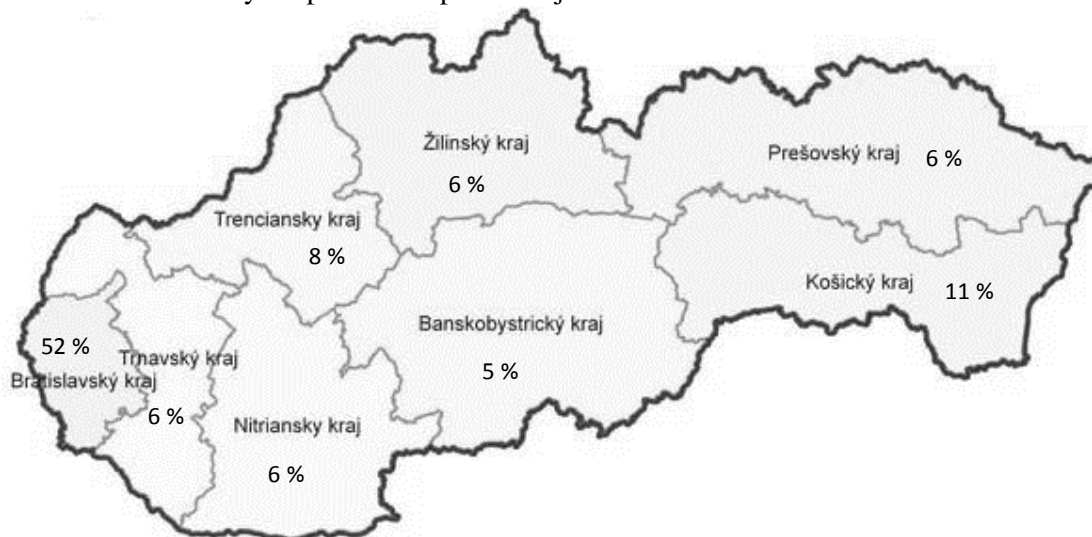 Žilinský kraj
6 %
Prešovský kraj 6 %
Trenciansky kraj
8 %
Košický kraj 11 %
Banskobystrický kraj
5 %
52 %
Bratislavský kraj
Trnavský kraj
6 %
Nitriansky kraj
6 %